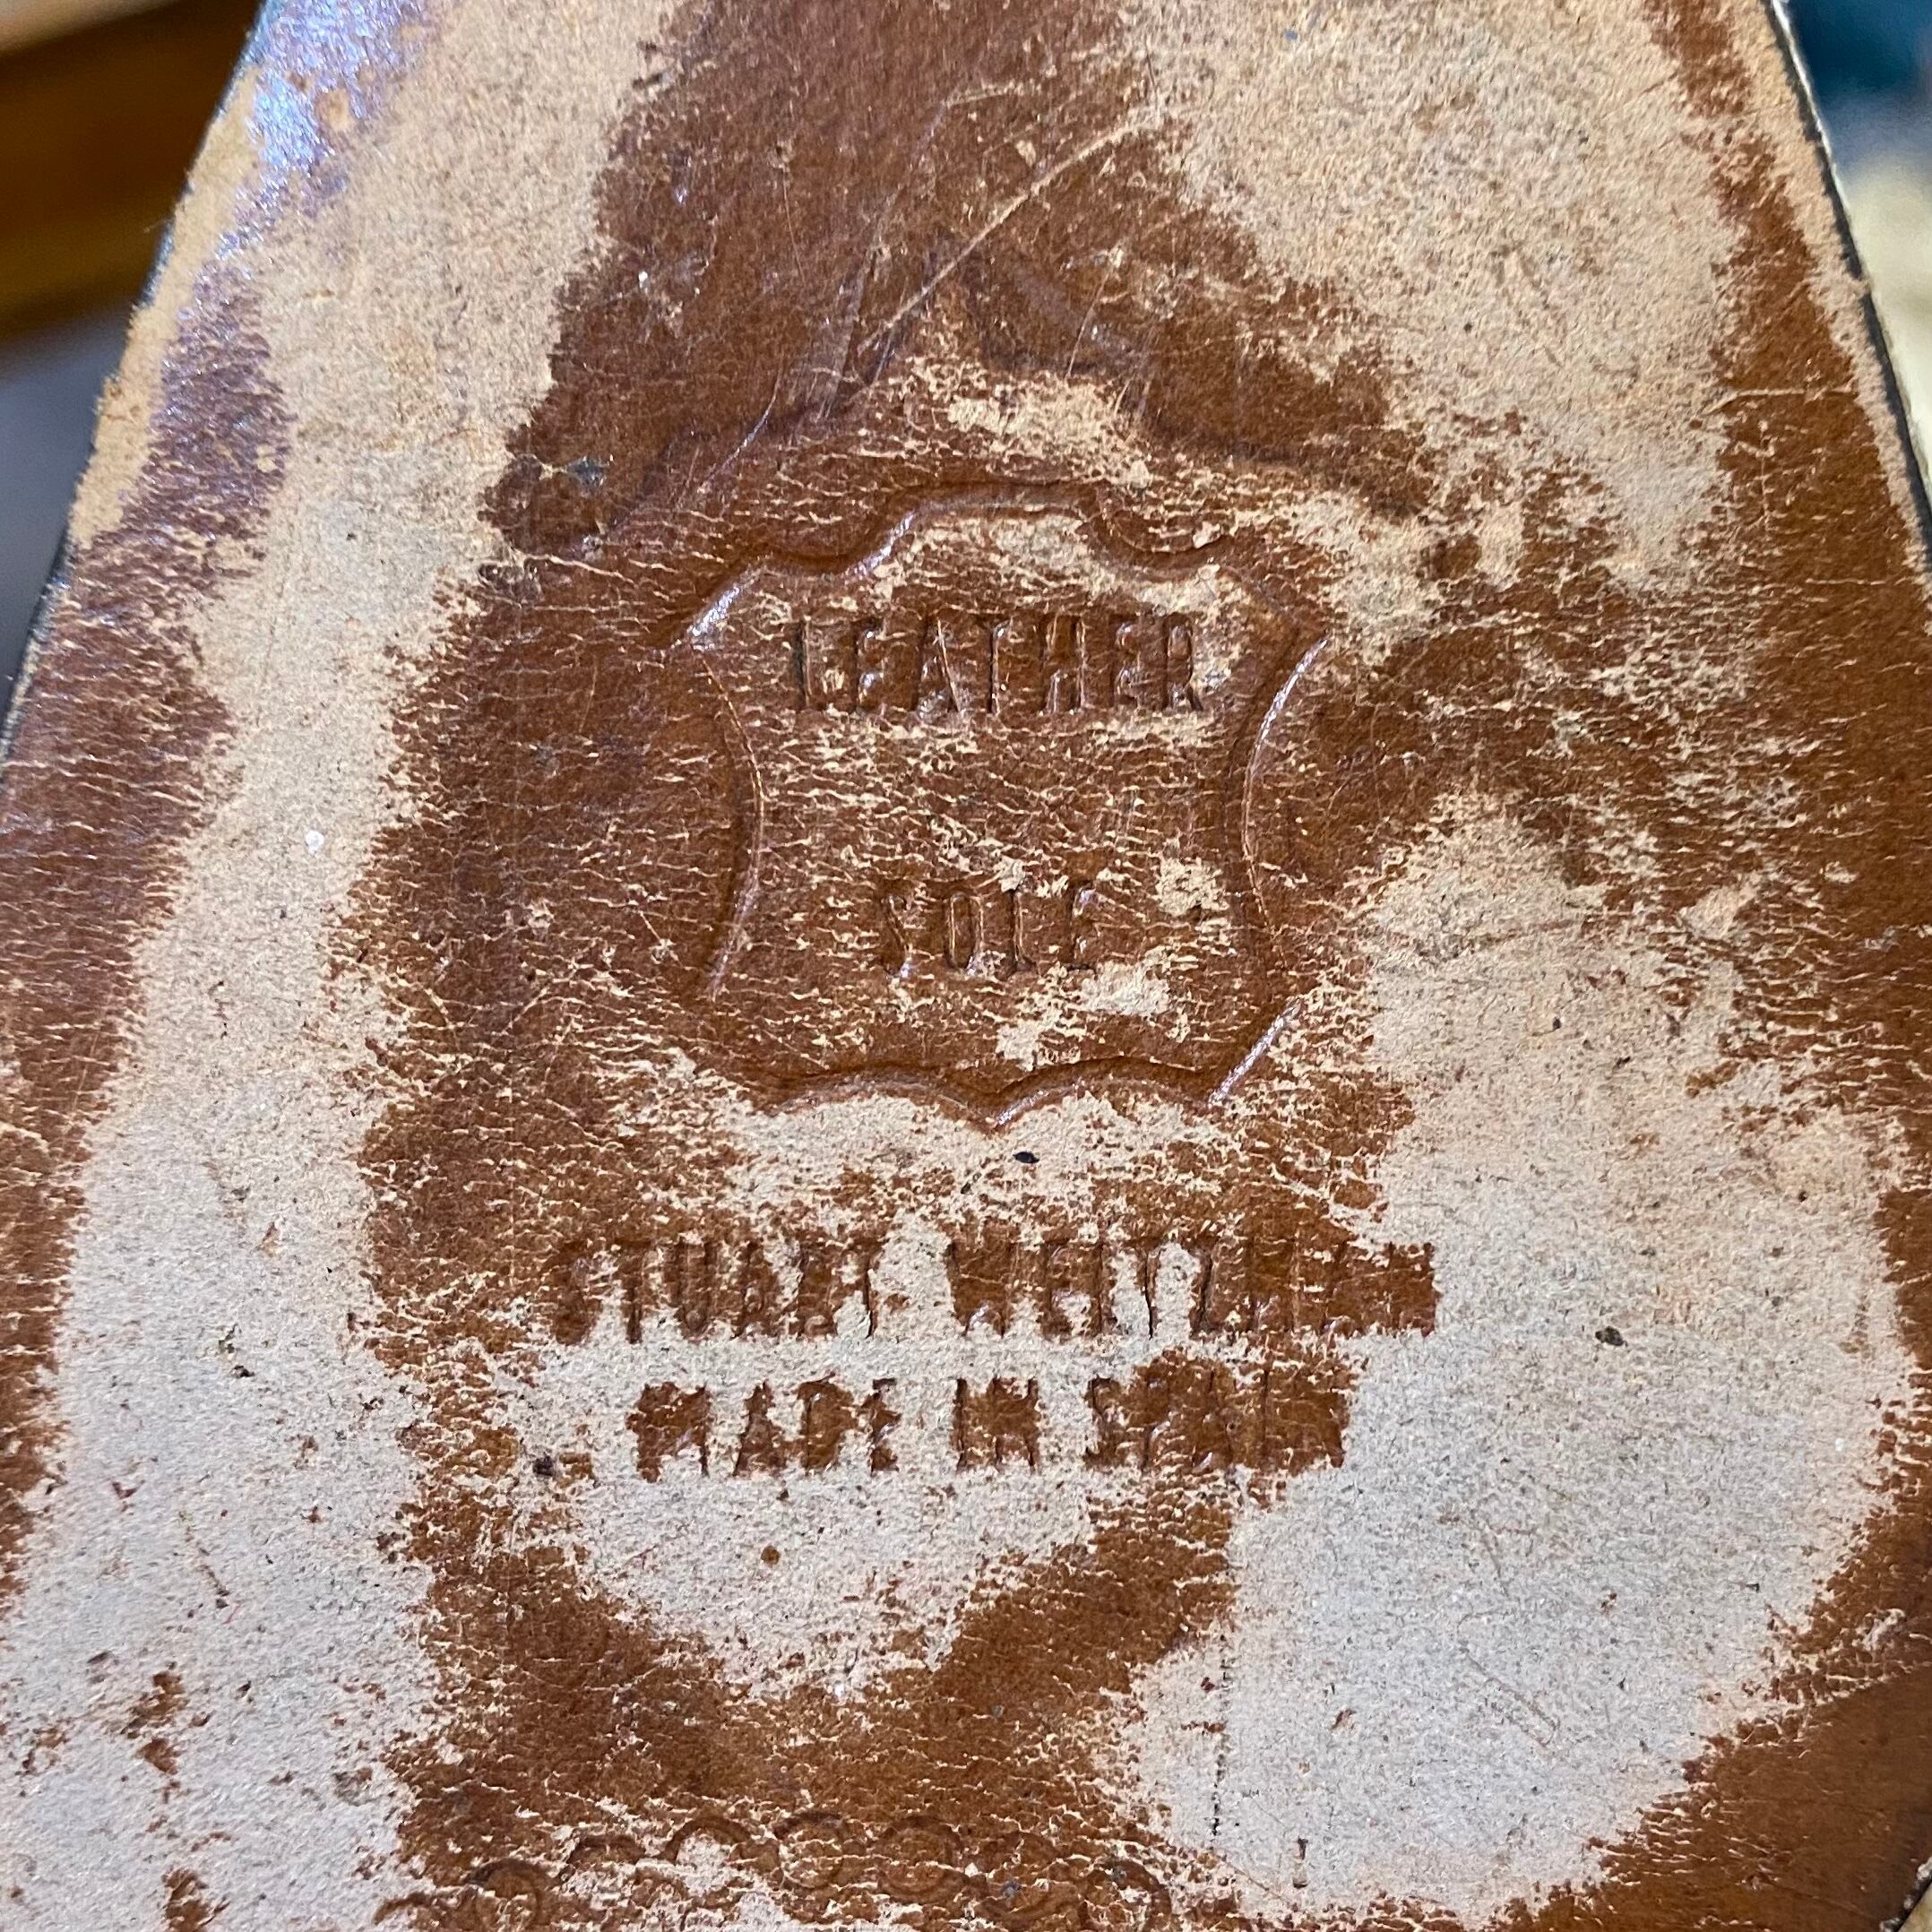 LEATHER
SOLE
STUART WEITZMAN
MADE IN SPAIN